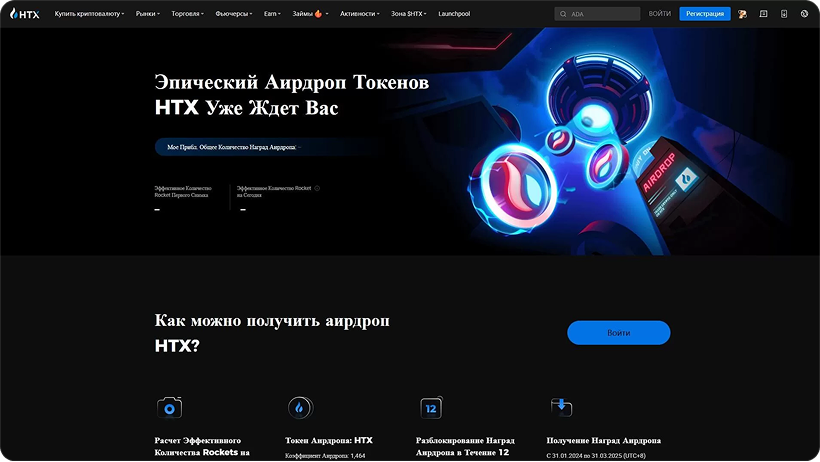 HTX Купить криптовалюту Рынки Торговля Фьючерсы Earn Займы Активности Зона $HTX Launchpool ADA ВОЙТИ Регистрация
Эпический Аирдроп Токенов
HTX Уже Ждет Вас
Мое Прибл. Общее Количество Наград Аирдропа: --
Эффективное Количество
Rocket Первого Снимка
--
Эффективное Количество Rocket
на Сегодня
--
AIRDROP
Как можно получить аирдроп
HTX?
Войти
12
Расчет Эффективного
Количества Rockets на
Токен Аирдропа: HTX
Коэффициент Аирдропа: 1,464
Разблокирование Наград
Аирдропа в Течение 12
Получение Наград Аирдропа
С 31.01.2024 по 31.03.2025 (UTC+8)